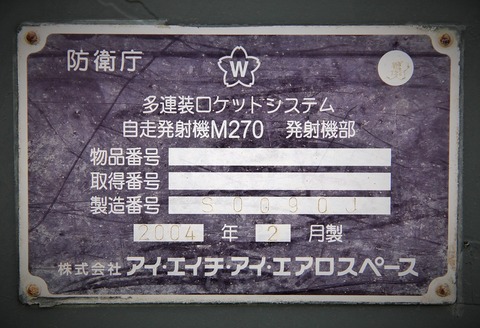 防衛庁
W
多連装ロケットシステム
自走発射機M270 発射機部
物品番号
取得番号
製造番号
2004 年 2 月製
株式会社 アイ・エイチ・アイ・エアロスペース